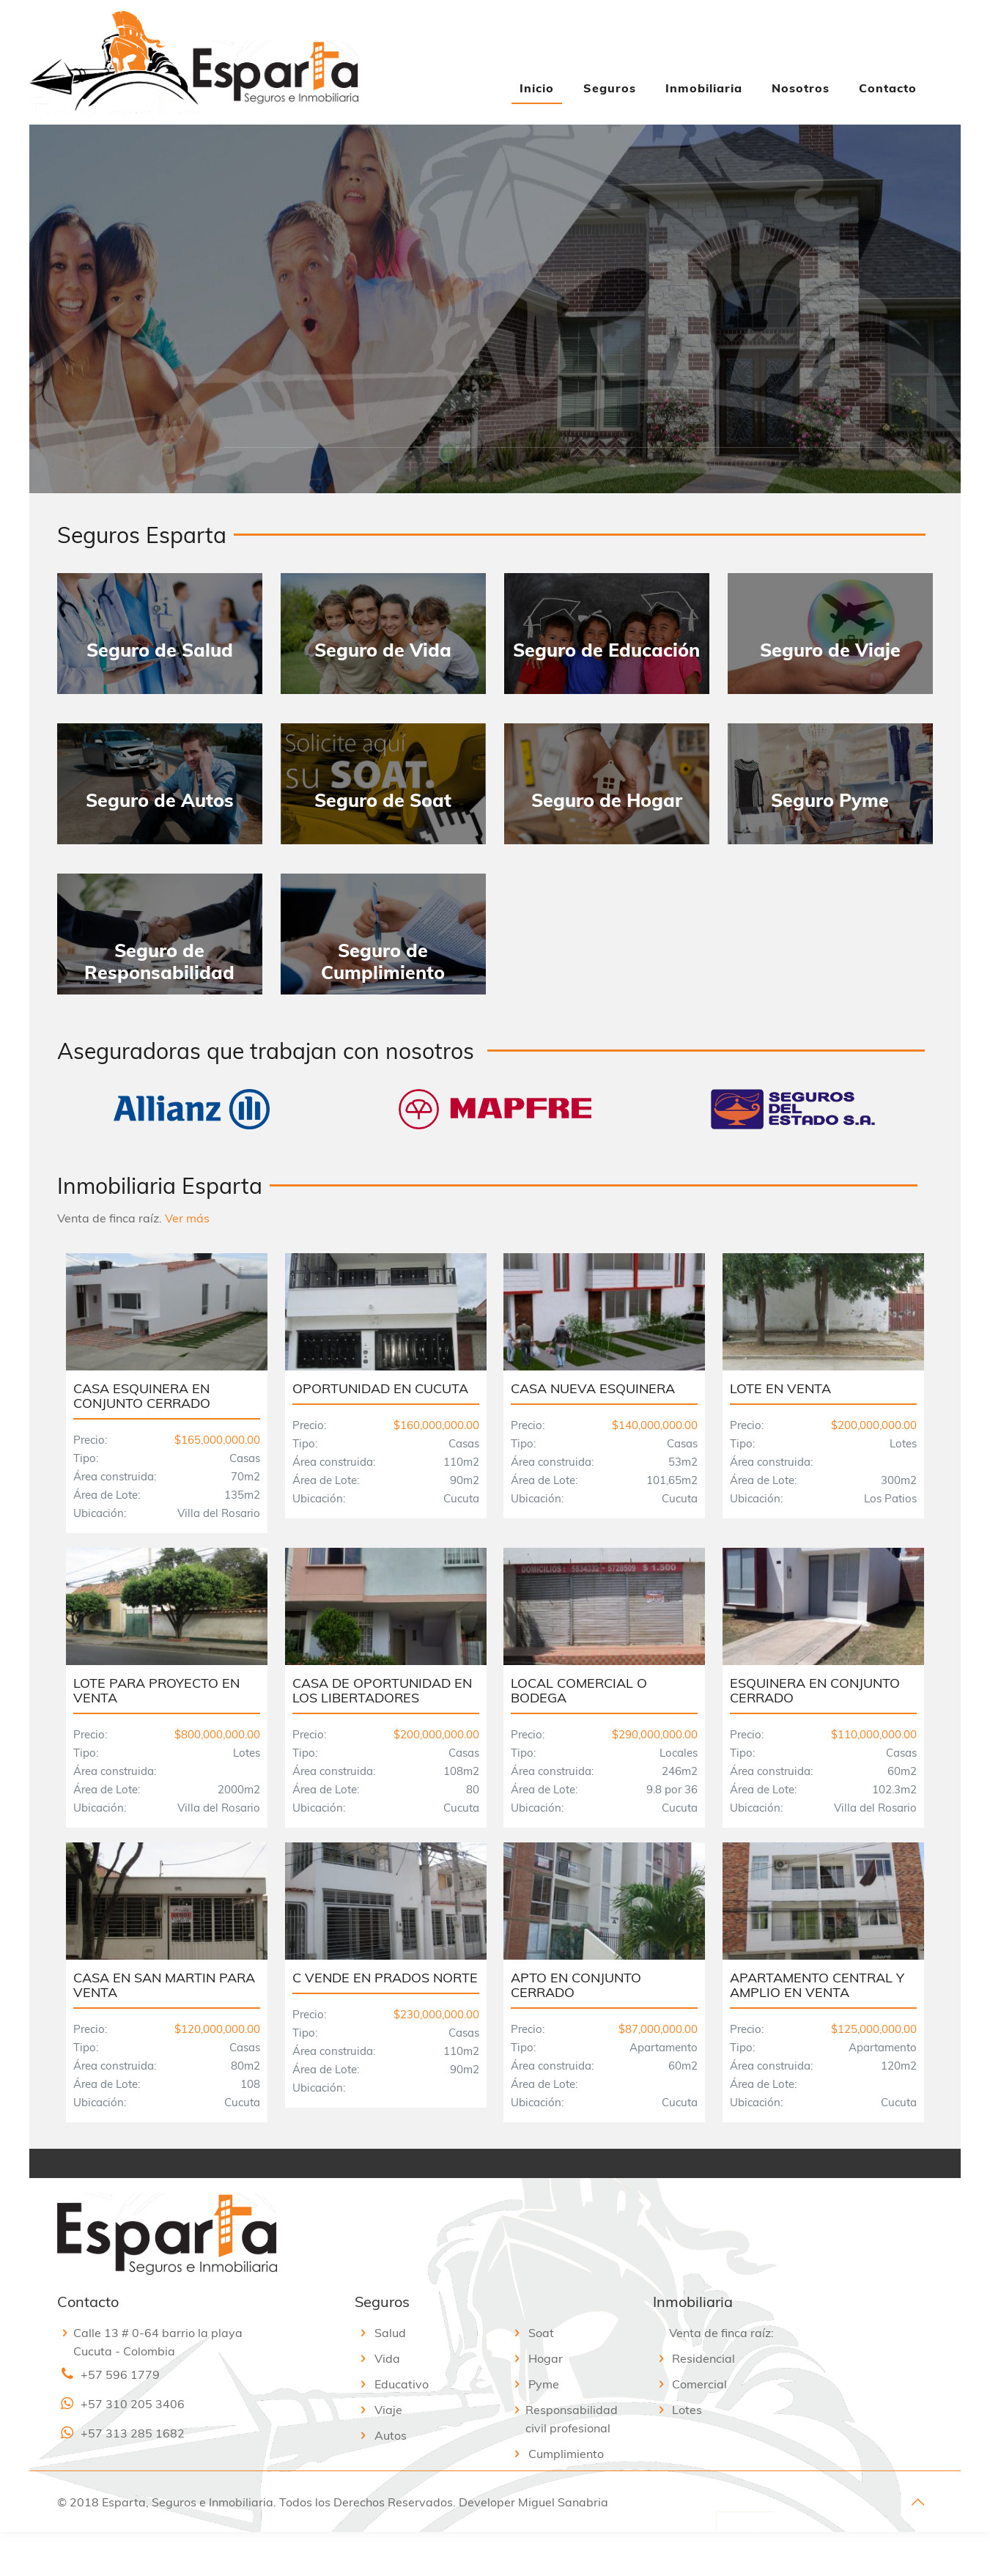 Esparta
Seguros e Inmobiliaria
Inicio
Seguros
Inmobiliaria
Nosotros
Contacto
Seguros Esparta
Seguro de Salud
Seguro de Vida
Seguro de Educación
Seguro de Viaje
Seguro de Autos
Solicite aquí
su SOAT.
Seguro de Soat
Seguro de Hogar
Seguro Pyme
Seguro de
Responsabilidad
Seguro de
Cumplimiento
Aseguradoras que trabajan con nosotros
Allianz
MAPFRE
SEGUROS
DEL
ESTADO S.A.
Inmobiliaria Esparta
Venta de finca raíz. Ver más
CASA ESQUINERA EN
CONJUNTO CERRADO
Precio: $165,000,000.00
Tipo: Casas
Área construida: 70m2
Área de Lote: 135m2
Ubicación: Villa del Rosario
OPORTUNIDAD EN CUCUTA
Precio: $160,000,000.00
Tipo: Casas
Área construida: 110m2
Área de Lote: 90m2
Ubicación: Cucuta
CASA NUEVA ESQUINERA
Precio: $140,000,000.00
Tipo: Casas
Área construida: 53m2
Área de Lote: 101,65m2
Ubicación: Cucuta
LOTE EN VENTA
Precio: $200,000,000.00
Tipo: Lotes
Área construida:
Área de Lote: 300m2
Ubicación: Los Patios
LOTE PARA PROYECTO EN
VENTA
Precio: $800,000,000.00
Tipo: Lotes
Área construida:
Área de Lote: 2000m2
Ubicación: Villa del Rosario
CASA DE OPORTUNIDAD EN
LOS LIBERTADORES
Precio: $200,000,000.00
Tipo: Casas
Área construida: 108m2
Área de Lote: 80
Ubicación: Cucuta
DOMICILIOS: 5834332 - 5728509 $ 1.500
LOCAL COMERCIAL O
BODEGA
Precio: $290,000,000.00
Tipo: Locales
Área construida: 246m2
Área de Lote: 9.8 por 36
Ubicación: Cucuta
ESQUINERA EN CONJUNTO
CERRADO
Precio: $110,000,000.00
Tipo: Casas
Área construida: 60m2
Área de Lote: 102.3m2
Ubicación: Villa del Rosario
CASA EN SAN MARTIN PARA
VENTA
Precio: $120,000,000.00
Tipo: Casas
Área construida: 80m2
Área de Lote: 108
Ubicación: Cucuta
C VENDE EN PRADOS NORTE
Precio: $230,000,000.00
Tipo: Casas
Área construida: 110m2
Área de Lote: 90m2
Ubicación:
APTO EN CONJUNTO
CERRADO
Precio: $87,000,000.00
Tipo: Apartamento
Área construida: 60m2
Área de Lote:
Ubicación: Cucuta
APARTAMENTO CENTRAL Y
AMPLIO EN VENTA
Precio: $125,000,000.00
Tipo: Apartamento
Área construida: 120m2
Área de Lote:
Ubicación: Cucuta
Esparta
Seguros e Inmobiliaria
Contacto
Calle 13 # 0-64 barrio la playa
Cucuta - Colombia
+57 596 1779
+57 310 205 3406
+57 313 285 1682
Seguros
Salud
Vida
Educativo
Viaje
Autos
Soat
Hogar
Pyme
Responsabilidad
civil profesional
Cumplimiento
Inmobiliaria
Venta de finca raíz:
Residencial
Comercial
Lotes
© 2018 Esparta, Seguros e Inmobiliaria. Todos los Derechos Reservados. Developer Miguel Sanabria